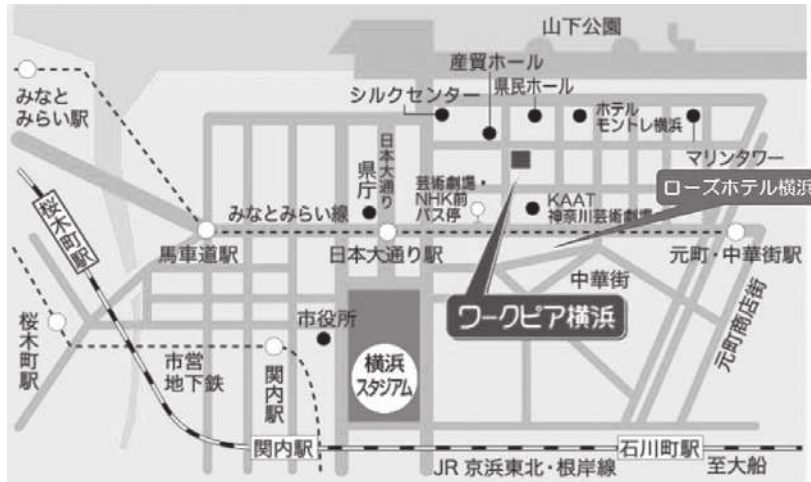 山下公園
産貿ホール
県民ホール
シルクセンター
ホテル
モントレ横浜
マリンタワー
みなと
みらい駅
日本大通り
県庁
芸術劇場・
NHK前
バス停
KAAT
神奈川芸術劇場
ローズホテル横浜
桜木町駅
みなとみらい線
馬車道駅
日本大通り駅
元町・中華街駅
中華街
ワークピア横浜
元町商店街
桜木町駅
市役所
市営
地下鉄
関内駅
横浜
スタジアム
関内駅
石川町駅
JR 京浜東北・根岸線
至大船